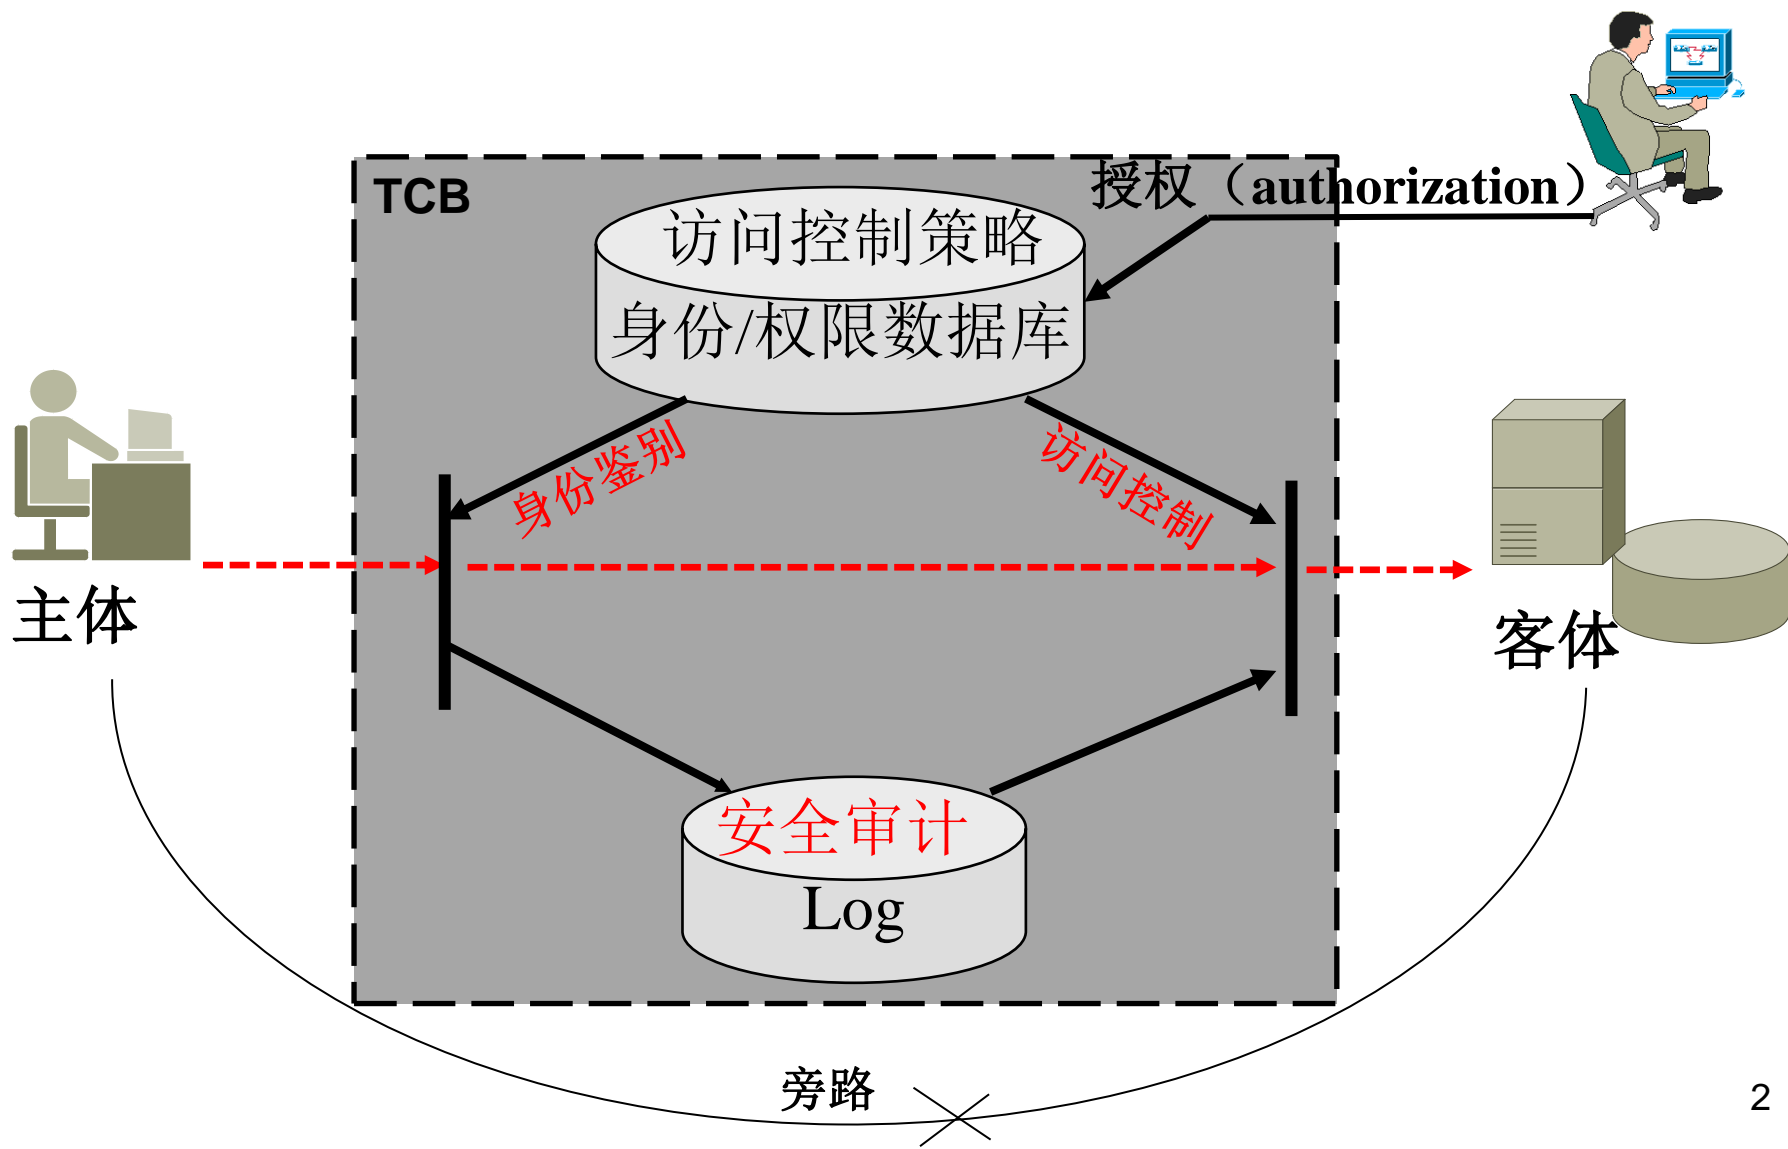 TCB
授权（authorization）
访问控制策略
身份/权限数据库
身份鉴别
访问控制
主体
客体
安全审计
Log
旁路
2